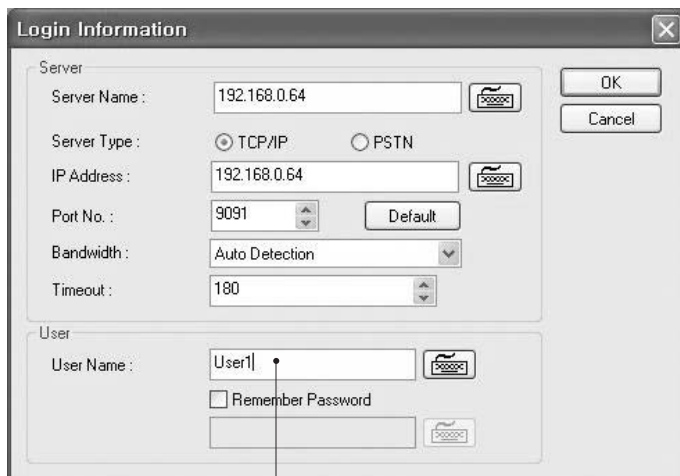 Login Information
Server
Server Name :
192.168.0.64
OK
Cancel
Server Type :
TCP/IP
PSTN
IP Address :
192.168.0.64
Port No. :
9091
Default
Bandwidth :
Auto Detection
Timeout :
180
User
User Name :
User1
Remember Password